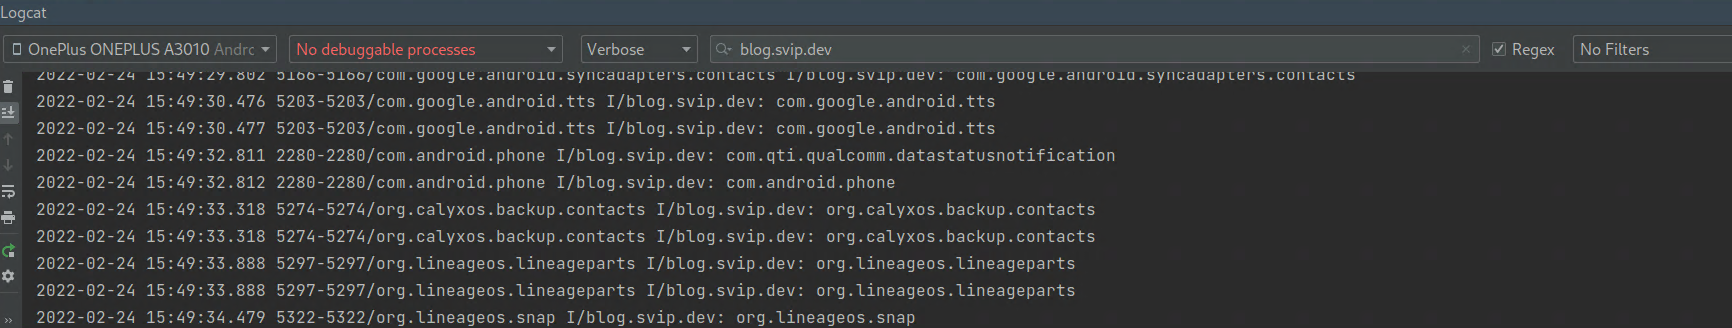 Logcat
OnePlus ONEPLUS A3010 Andrc No debuggable processes Verbose blog.svip.dev Regex No Filters
2022-02-24 15:49:29.802 5166-5166/com.google.android.syncadapters.contacts I/blog.svip.dev: com.google.android.syncadapters.contacts
2022-02-24 15:49:30.476 5203-5203/com.google.android.tts I/blog.svip.dev: com.google.android.tts
2022-02-24 15:49:30.477 5203-5203/com.google.android.tts I/blog.svip.dev: com.google.android.tts
2022-02-24 15:49:32.811 2280-2280/com.android.phone I/blog.svip.dev: com.qti.qualcomm.datastatusnotification
2022-02-24 15:49:32.812 2280-2280/com.android.phone I/blog.svip.dev: com.android.phone
2022-02-24 15:49:33.318 5274-5274/org.calyxos.backup.contacts I/blog.svip.dev: org.calyxos.backup.contacts
2022-02-24 15:49:33.318 5274-5274/org.calyxos.backup.contacts I/blog.svip.dev: org.calyxos.backup.contacts
2022-02-24 15:49:33.888 5297-5297/org.lineageos.lineageparts I/blog.svip.dev: org.lineageos.lineageparts
2022-02-24 15:49:33.888 5297-5297/org.lineageos.lineageparts I/blog.svip.dev: org.lineageos.lineageparts
2022-02-24 15:49:34.479 5322-5322/org.lineageos.snap I/blog.svip.dev: org.lineageos.snap